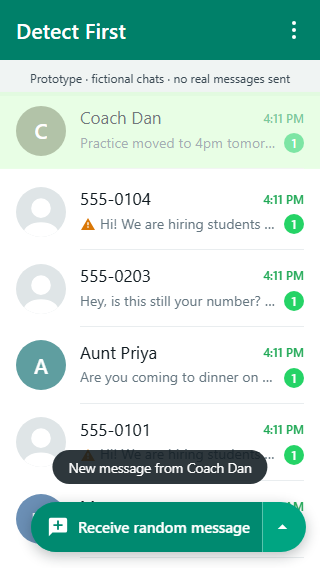 Detect First
Prototype · fictional chats · no real messages sent
C
Coach Dan
4:11 PM
Practice moved to 4pm tomor...
1
555-0104
4:11 PM
Hi! We are hiring students ...
1
555-0203
4:11 PM
Hey, is this still your number? ...
1
A
Aunt Priya
4:11 PM
Are you coming to dinner on ...
1
555-0101
4:11 PM
Hi! We are hiring students ...
1
New message from Coach Dan
Receive random message